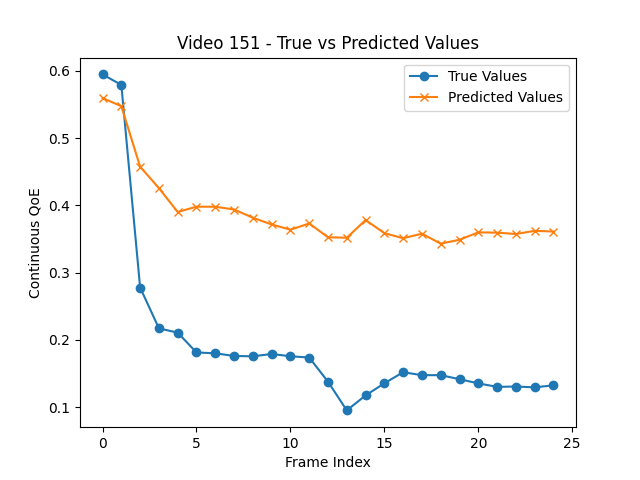 Video 151 - True vs Predicted Values
True Values
Predicted Values
Continuous QoE
0.6
0.5
0.4
0.3
0.2
0.1
0
5
10
15
20
25
Frame Index